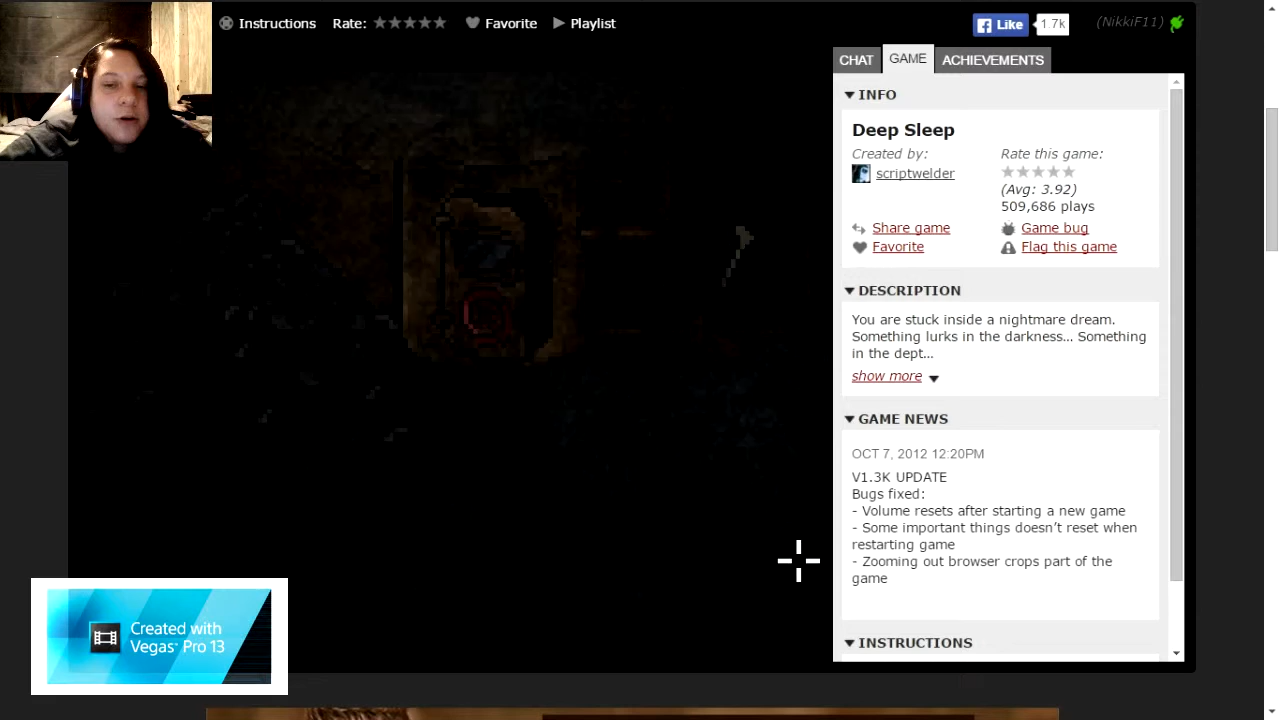 Instructions Rate: Favorite Playlist
Like 1.7k
(NikkiF11)
CHAT GAME ACHIEVEMENTS
INFO
Deep Sleep
Created by:
scriptwelder
Rate this game:
(Avg: 3.92)
509,686 plays
Share game
Game bug
Favorite
Flag this game
DESCRIPTION
You are stuck inside a nightmare dream.
Something lurks in the darkness... Something
in the dept...
show more
GAME NEWS
OCT 7, 2012 12:20PM
V1.3K UPDATE
Bugs fixed:
- Volume resets after starting a new game
- Some important things doesn't reset when
restarting game
- Zooming out browser crops part of the
game
INSTRUCTIONS
Created with
Vegas™ Pro 13